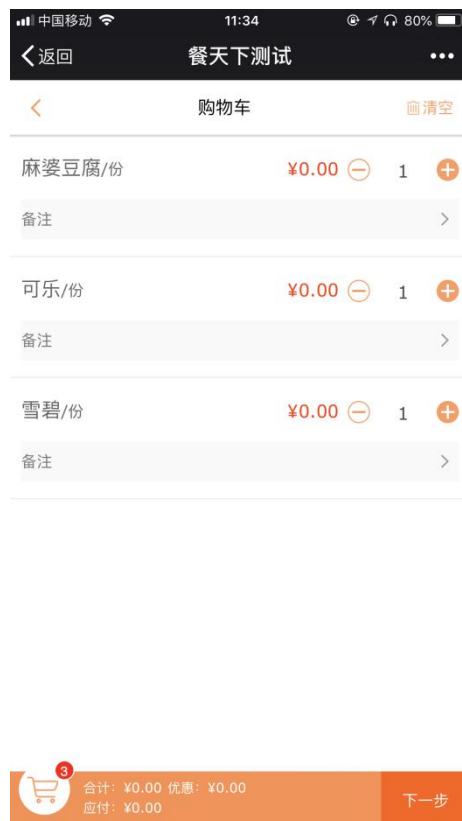 中国移动 11:34 80%
返回 餐天下测试
购物车 清空
麻婆豆腐/份 ¥0.00 1
备注
可乐/份 ¥0.00 1
备注
雪碧/份 ¥0.00 1
备注
3
合计: ¥0.00 优惠: ¥0.00
应付: ¥0.00
下一步